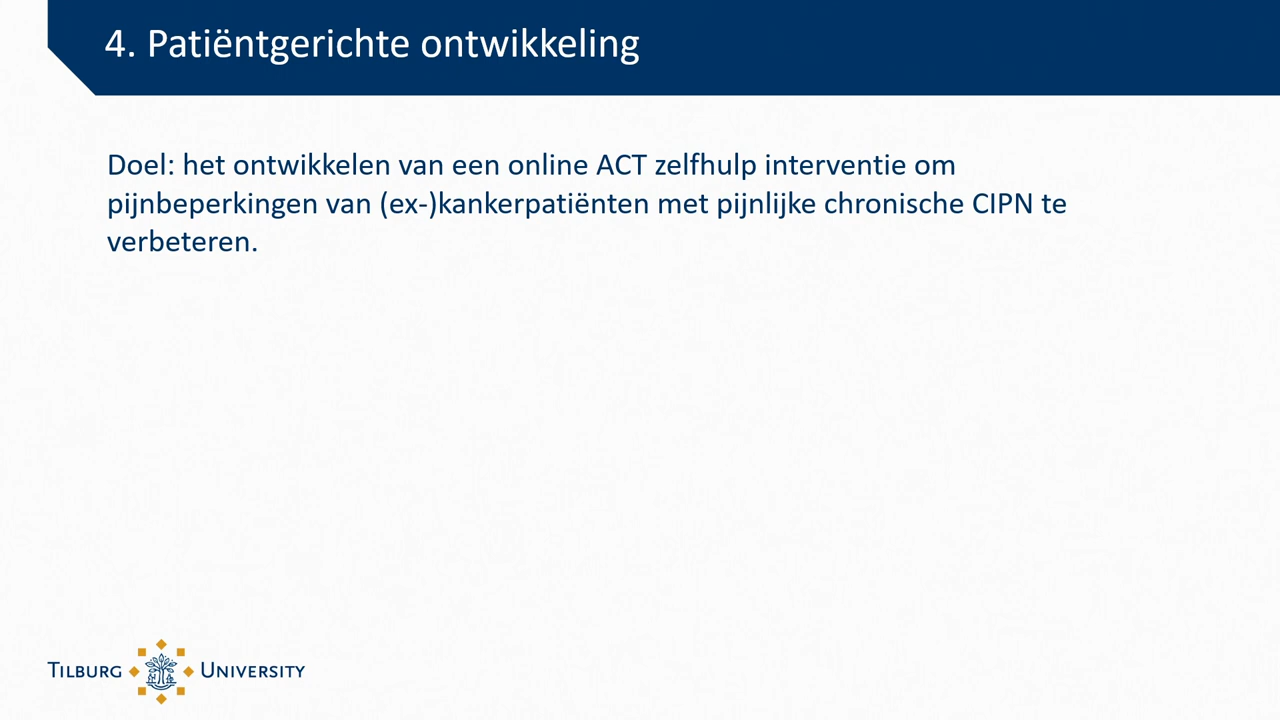 4. Patiëntgerichte ontwikkeling
Doel: het ontwikkelen van een online ACT zelfhulp interventie om
pijnbeperkingen van (ex-)kankerpatiënten met pijnlijke chronische CIPN te
verbeteren.
TILBURG UNIVERSITY